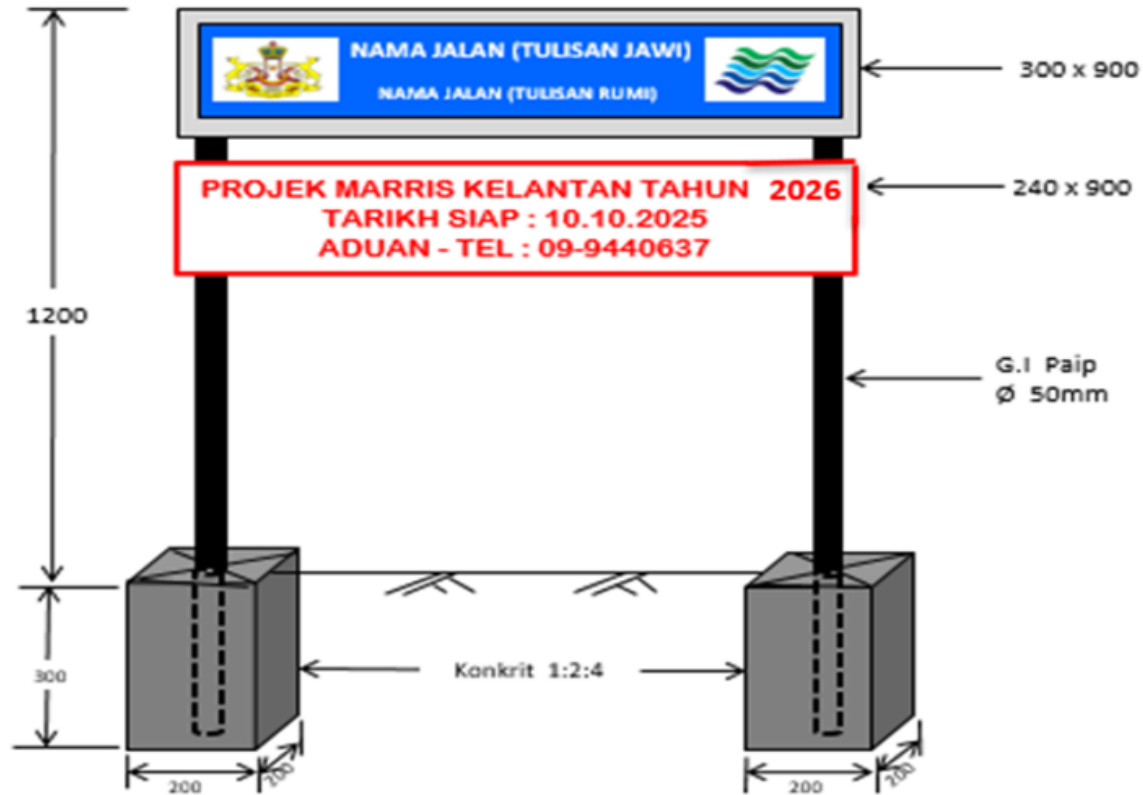 NAMA JALAN (TULISAN JAWI)
NAMA JALAN (TULISAN RUMI)
300 x 900
PROJEK MARRIS KELANTAN TAHUN 2026
TARIKH SIAP : 10.10.2025
ADUAN - TEL : 09-9440637
240 x 900
1200
G.I Paip
Ø 50mm
Konkrit 1:2:4
300
200
200
200
200